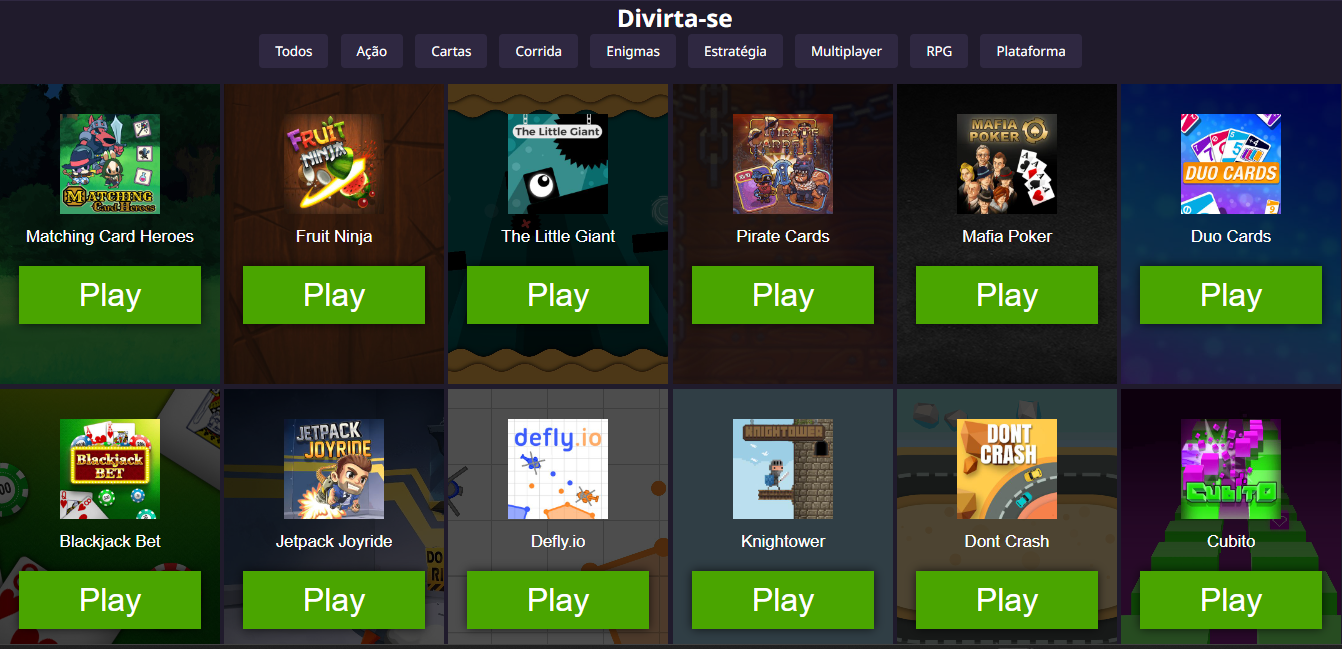 Divirta-se
Todos Ação Cartas Corrida Enigmas Estratégia Multiplayer RPG Plataforma
MATCHING
Card Heroes
FRUIT
NINJA
The Little Giant
PIRATE
CARDS
MAFIA
POKER
DUO CARDS
Matching Card Heroes Fruit Ninja The Little Giant Pirate Cards Mafia Poker Duo Cards
Play Play Play Play Play Play
Blackjack
BET
JETPACK
JOYRIDE
defly.io
KNIGHTOWER
DONT
CRASH
CUBITO
Blackjack Bet Jetpack Joyride Defly.io Knightower Dont Crash Cubito
Play Play Play Play Play Play